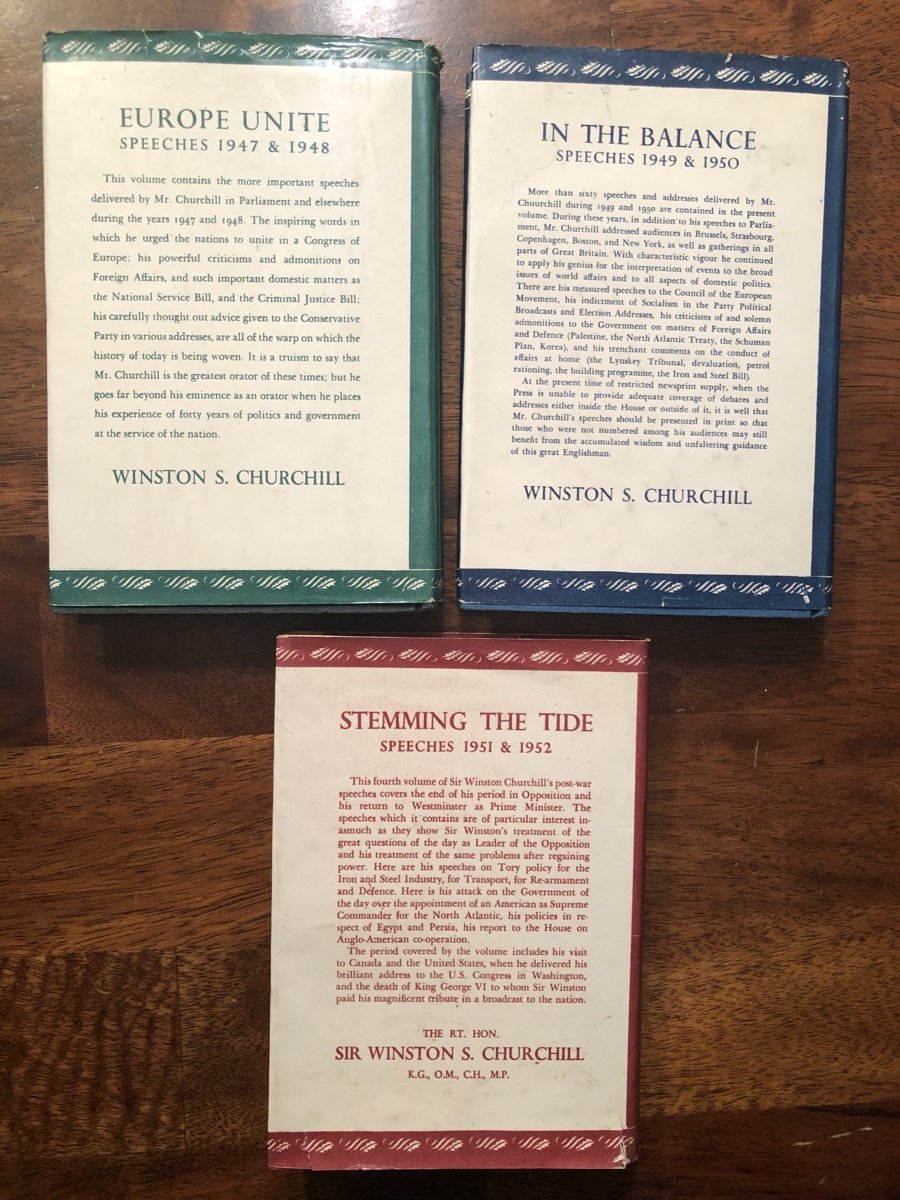 EUROPE UNITE
SPEECHES 1947 & 1948
This volume contains the more important speeches
delivered by Mr. Churchill in Parliament and elsewhere
during the years 1947 and 1948. The inspiring words in
which he urged the nations to unite in a Congress of
Europe: his powerful criticisms and admonitions on
Foreign Affairs, and such important domestic matters as
the National Service Bill, and the Criminal Justice Bill;
his carefully thought out advice given to the Conservative
Party in various addresses, are all of the warp on which the
history of today is being woven. It is a truism to say that
Mr. Churchill is the greatest orator of these times; but he
goes far beyond his eminence as an orator when he places
his experience of forty years of politics and government
at the service of the nation.
WINSTON S. CHURCHILL
IN THE BALANCE
SPEECHES 1949 & 1950
More than sixty speeches and addresses delivered by Mr.
Chuurchill during 1949 and 1950 are contained in the present
volume. During these years, in addition to his speeches to Parlia-
ment, Mr. Churchill addressed audiences in Brussels, Strasbourg,
Copenhagen, Boston, and New York, as well as gatherings in all
parts of Great Britain. With characteristic vigour he continued
to apply his genius for the interpretation of events to the broad
issues of world affairs and to all aspects of domestic politics.
There are his measured speeches to the Council of the European
Movement, his indictment of Socialism in the Party Political
Broadcasts and Election Addresses, his criticisms of and solemn
admonitions to the Government on matters of Foreign Affairs
and Defence (Palestine, the North Atlantic Treaty, the Schuman
Plan, Korea), and his trenchant comments on the conduct of
affairs at home (the Lynskey Tribunal, devaluation, petrol
rationing, the building programme, the Iron and Steel Bill).
At the present time of restricted newsprint supply, when the
Press is unable to provide adequate coverage of debates and
addresses either inside the House or outside of it, it is well that
Mr. Churchill's speeches should be presented in print so that
those who were not numbered among his audiences may still
benefit from the accumulated wisdom and unfaltering guidance
of this great Englishman.
WINSTON S. CHURCHILL
STEMMING THE TIDE
SPEECHES 1951 & 1952
This fourth volume of Sir Winston Churchill's post-war
speeches covers the end of his period in Opposition and
his return to Westminster as Prime Minister. The
speeches which it contains are of particular interest in-
asmuch as they show Sir Winston's treatment of the
great questions of the day as Leader of the Opposition
and his treatment of the same problems after regaining
power. Here are his speeches on Tory policy for the
Iron and Steel Industry, for Transport, for Re-armament
and Defence. Here is his attack on the Government of
the day over the appointment of an American as Supreme
Commander for the North Atlantic, his policies in re-
spect of Egypt and Persia, his report to the House on
Anglo-American co-operation.
The period covered by the volume includes his visit
to Canada and the United States, when he delivered his
brilliant address to the U.S. Congress in Washington,
and the death of King George VI to whom Sir Winston
paid his magnificent tribute in a broadcast to the nation.
THE RT. HON.
SIR WINSTON S. CHURCHILL
K.G., O.M., C.H., M.P.